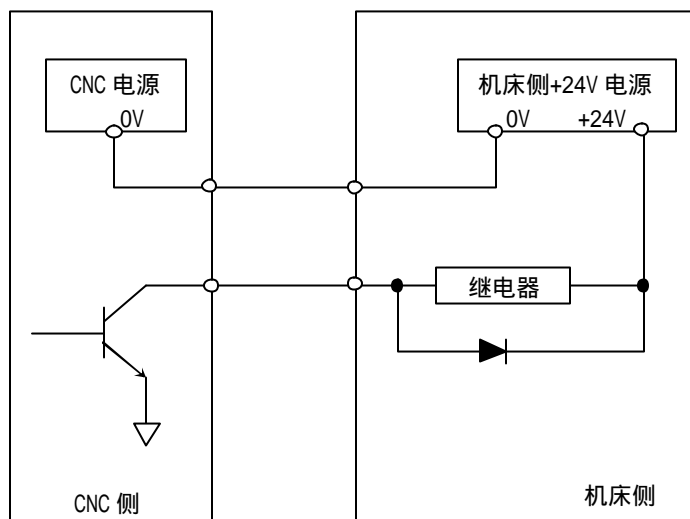 CNC 电源
0V
机床侧+24V 电源
0V +24V
继电器
CNC 侧
机床侧